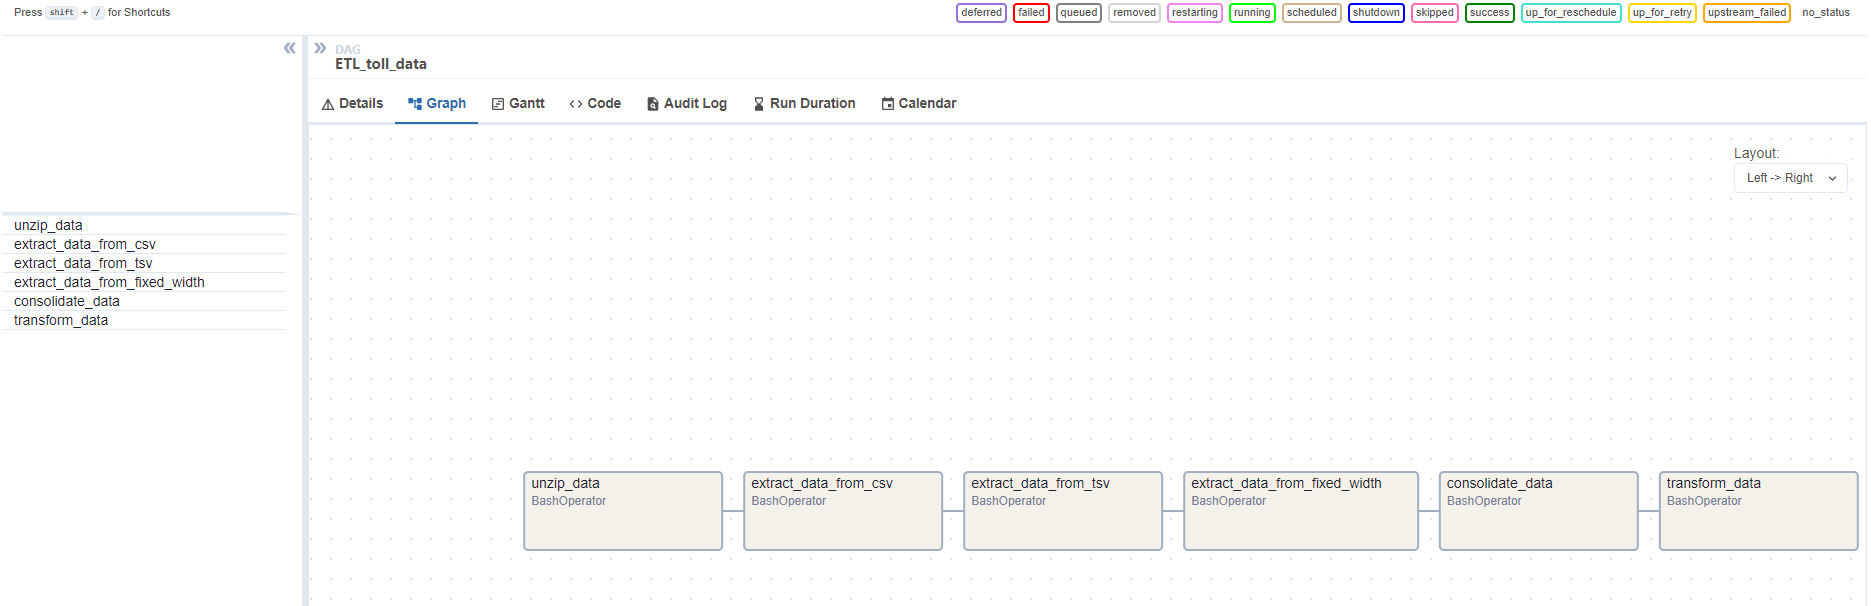 Press shift + / for Shortcuts
deferred failed queued removed restarting running scheduled shutdown skipped success up_for_reschedule up_for_retry upstream_failed no_status
DAG
ETL_toll_data
Details Graph Gantt Code Audit Log Run Duration Calendar
Layout:
Left -> Right
unzip_data
extract_data_from_csv
extract_data_from_tsv
extract_data_from_fixed_width
consolidate_data
transform_data
unzip_data
BashOperator
extract_data_from_csv
BashOperator
extract_data_from_tsv
BashOperator
extract_data_from_fixed_width
BashOperator
consolidate_data
BashOperator
transform_data
BashOperator